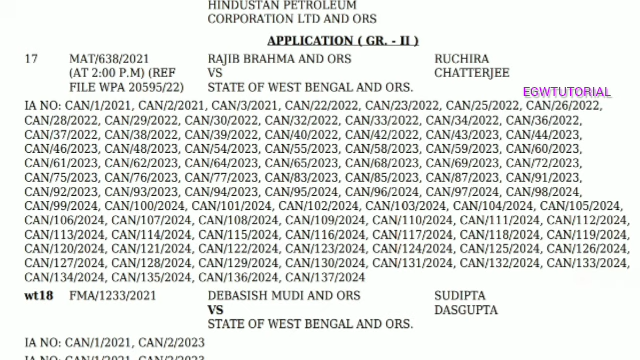 HINDUSTAN PETROLEUM
CORPORATION LTD AND ORS
APPLICATION ( GR. - II )
17 MAT/638/2021 RAJIB BRAHMA AND ORS RUCHIRA
(AT 2:00 P.M) (REF VS CHATTERJEE
FILE WPA 20595/22) STATE OF WEST BENGAL AND ORS.
EGWTUTORIAL
IA NO: CAN/1/2021, CAN/2/2021, CAN/3/2021, CAN/22/2022, CAN/23/2022, CAN/25/2022, CAN/26/2022,
CAN/28/2022, CAN/29/2022, CAN/30/2022, CAN/32/2022, CAN/33/2022, CAN/34/2022, CAN/36/2022,
CAN/37/2022, CAN/38/2022, CAN/39/2022, CAN/40/2022, CAN/42/2022, CAN/43/2023, CAN/44/2023,
CAN/46/2023, CAN/48/2023, CAN/54/2023, CAN/55/2023, CAN/58/2023, CAN/59/2023, CAN/60/2023,
CAN/61/2023, CAN/62/2023, CAN/64/2023, CAN/65/2023, CAN/68/2023, CAN/69/2023, CAN/72/2023,
CAN/75/2023, CAN/76/2023, CAN/77/2023, CAN/83/2023, CAN/85/2023, CAN/87/2023, CAN/91/2023,
CAN/92/2023, CAN/93/2023, CAN/94/2023, CAN/95/2024, CAN/96/2024, CAN/97/2024, CAN/98/2024,
CAN/99/2024, CAN/100/2024, CAN/101/2024, CAN/102/2024, CAN/103/2024, CAN/104/2024, CAN/105/2024,
CAN/106/2024, CAN/107/2024, CAN/108/2024, CAN/109/2024, CAN/110/2024, CAN/111/2024, CAN/112/2024,
CAN/113/2024, CAN/114/2024, CAN/115/2024, CAN/116/2024, CAN/117/2024, CAN/118/2024, CAN/119/2024,
CAN/120/2024, CAN/121/2024, CAN/122/2024, CAN/123/2024, CAN/124/2024, CAN/125/2024, CAN/126/2024,
CAN/127/2024, CAN/128/2024, CAN/129/2024, CAN/130/2024, CAN/131/2024, CAN/132/2024, CAN/133/2024,
CAN/134/2024, CAN/135/2024, CAN/136/2024, CAN/137/2024
wt18 FMA/1233/2021 DEBASISH MUDI AND ORS SUDIPTA
VS DASGUPTA
STATE OF WEST BENGAL AND ORS.
IA NO: CAN/1/2021, CAN/2/2023
IA NO: CAN/1/2021, CAN/2/2023